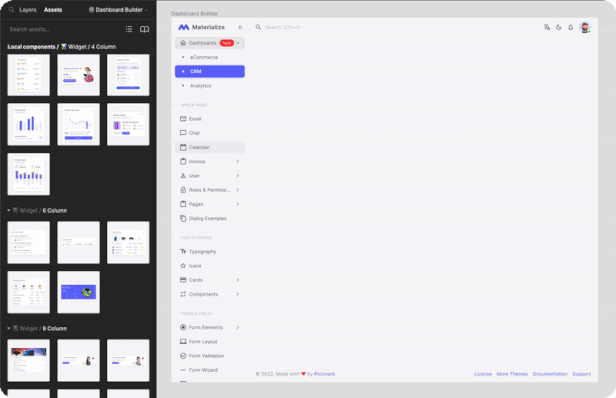 Layers Assets Dashboard Builder
Search assets...
Local components / Widget / 4 Column
Widget / 6 Column
Widget / 8 Column
Dashboard Builder
Materialize
Search (Ctrl+/)
Dashboards New
eCommerce
CRM
Analytics
APPS & PAGES
Email
Chat
Calendar
Invoice
User
Roles & Permissi...
Pages
Dialog Examples
USER INTERFACE
Typography
Icons
Cards
Components
FORMS & TABLES
Form Elements
Form Layout
Form Validation
Form Wizard
© 2022, Made with ❤ by Pixinvent
License More Themes Documentation Support